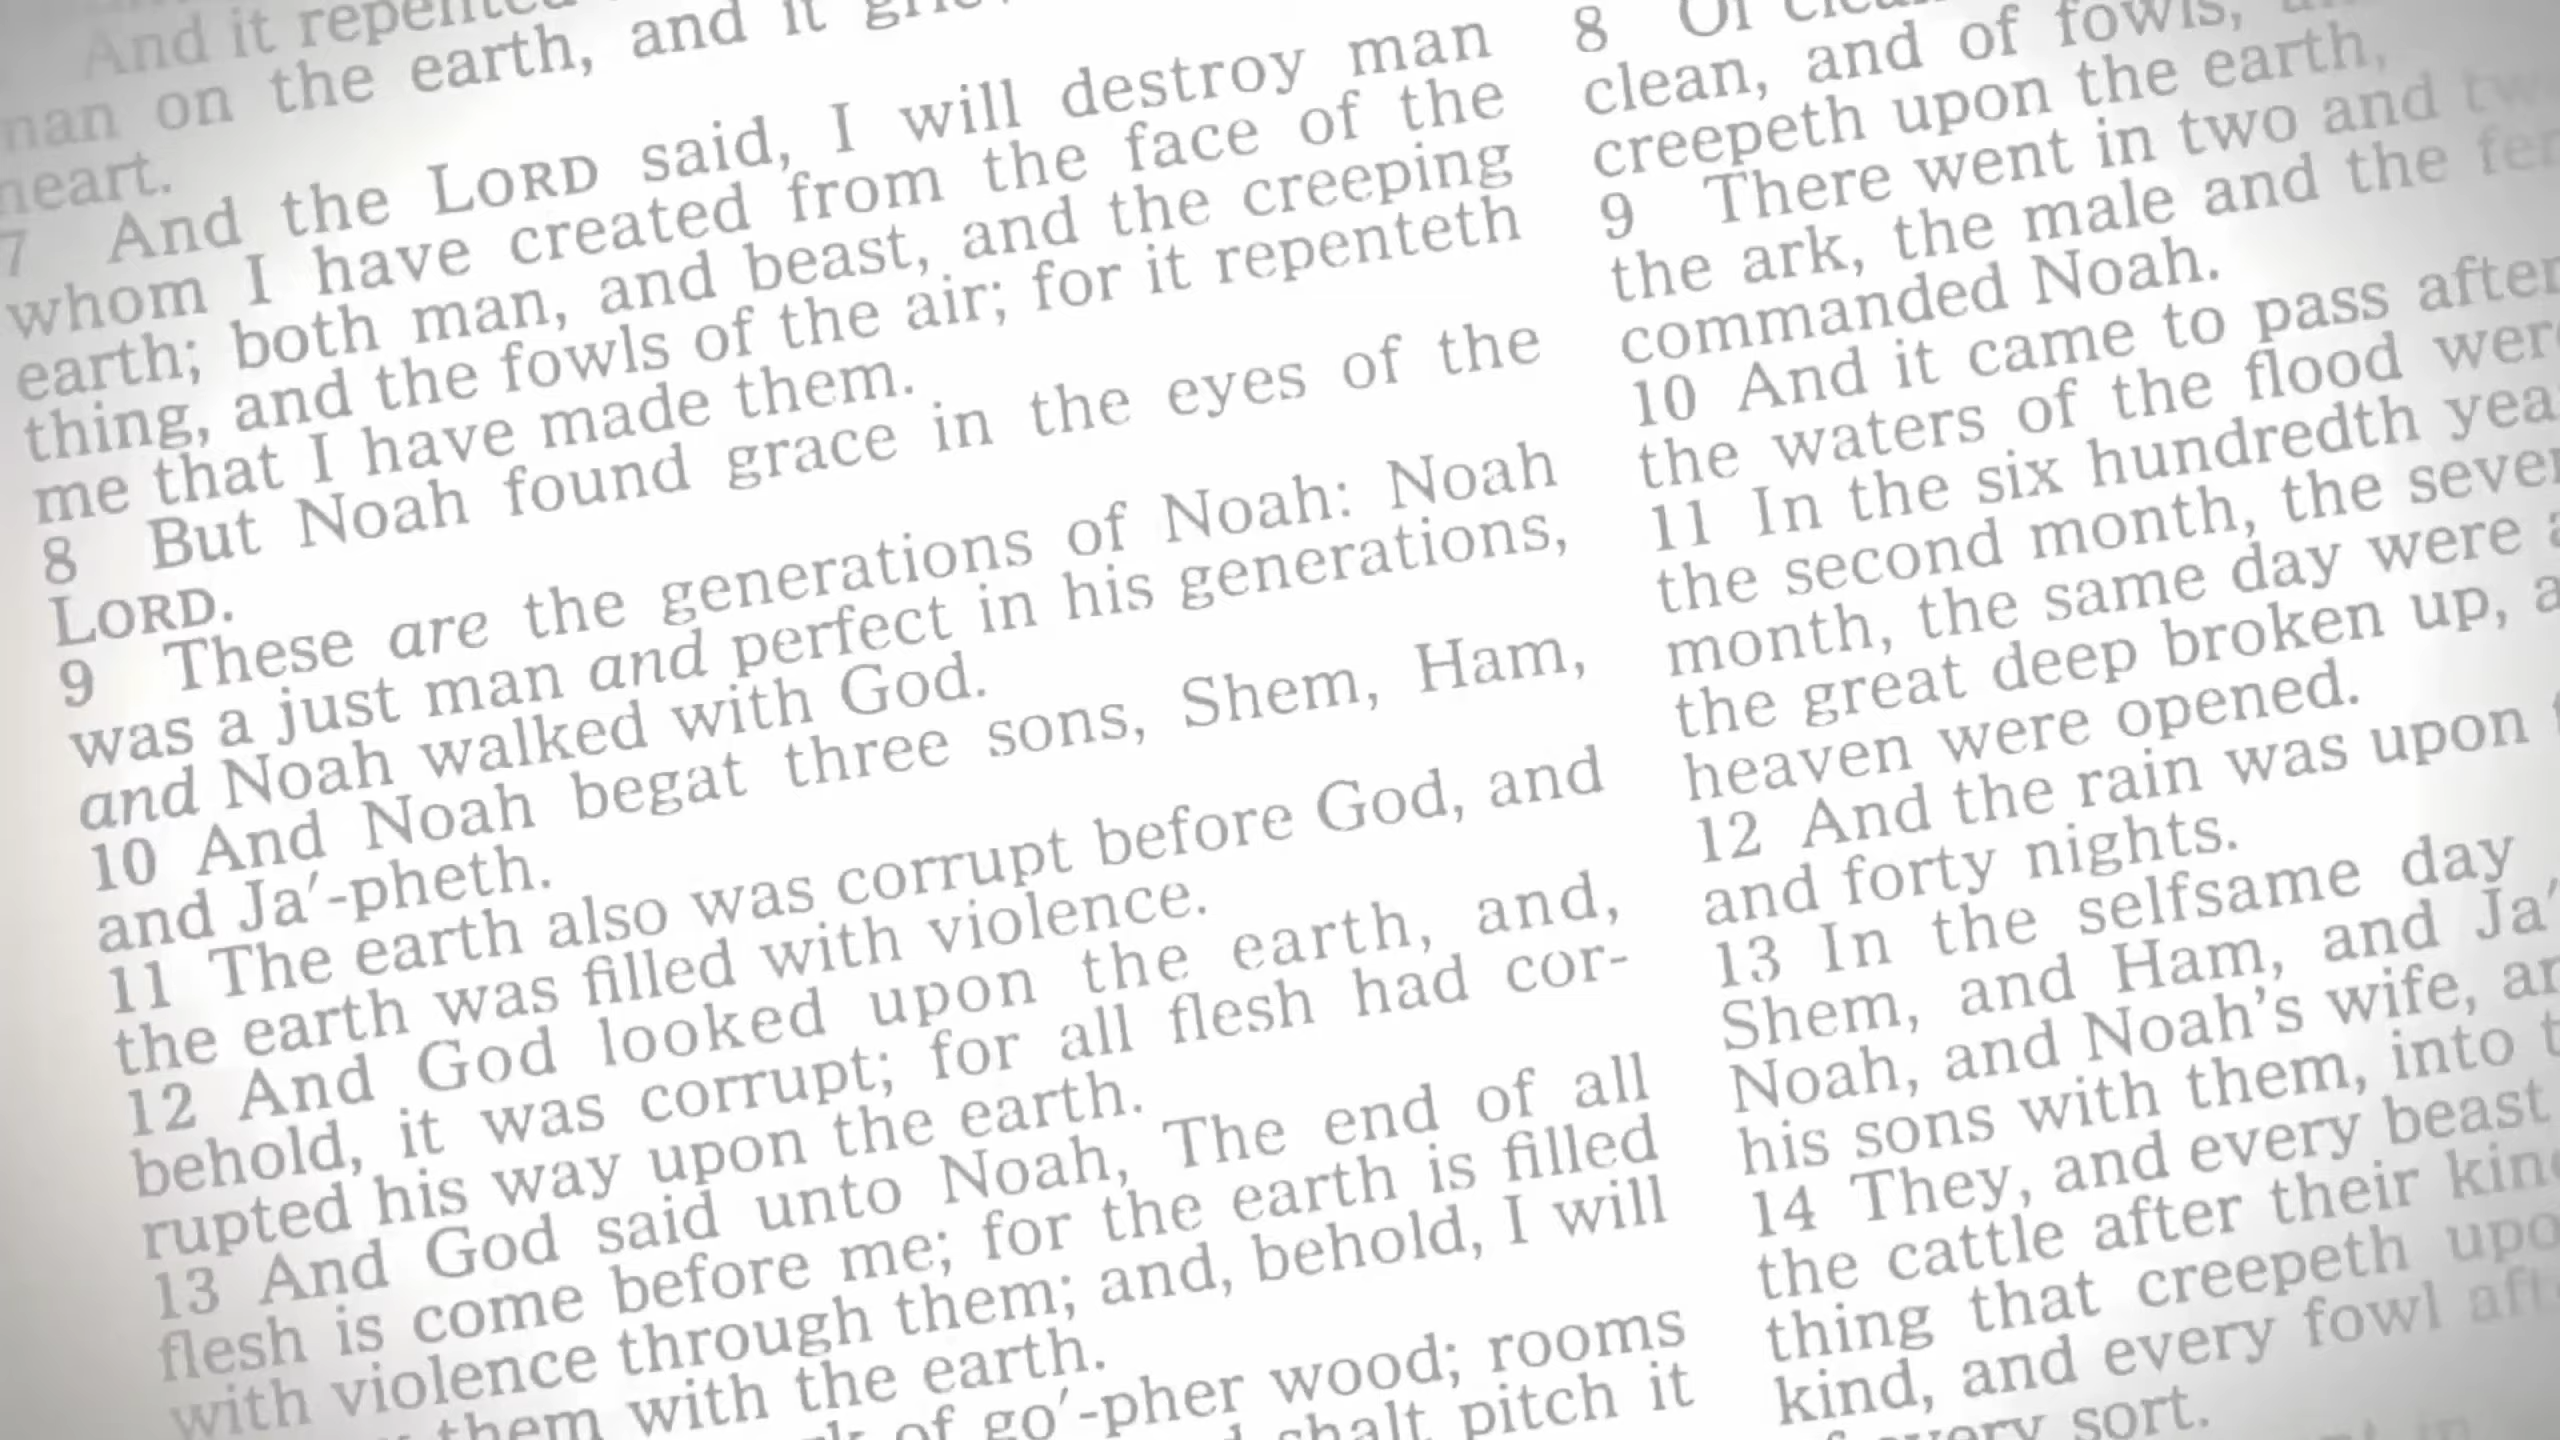 And it repented
man on the earth, and it
heart.
7 And the LORD said, I will destroy man
whom I have created from the face of the
earth; both man, and beast, and the creeping
thing, and the fowls of the air; for it repenteth
me that I have made them.
8 But Noah found grace in the eyes of the
LORD.
9 These are the generations of Noah: Noah
was a just man and perfect in his generations,
and Noah walked with God.
10 And Noah begat three sons, Shem, Ham,
and Ja′-pheth.
11 The earth also was corrupt before God, and
the earth was filled with violence.
12 And God looked upon the earth, and,
behold, it was corrupt; for all flesh had cor-
rupted his way upon the earth.
13 And God said unto Noah, The end of all
flesh is come before me; for the earth is filled
with violence through them; and, behold, I will
them with the earth.
of go′-pher wood; rooms
shalt pitch it
8 Of
clean, and of fowls,
creepeth upon the earth,
9 There went in two and
the ark, the male and the
commanded Noah.
10 And it came to pass after
the waters of the flood were
11 In the six hundredth
the second month, the
month, the same day were
the great deep broken up,
heaven were opened.
12 And the rain was upon
and forty nights.
13 In the selfsame day
Shem, and Ham, and
Noah, and Noah's wife,
his sons with them, into
14 They, and every beast
the cattle after their
thing that creepeth
kind, and every fowl
every sort.